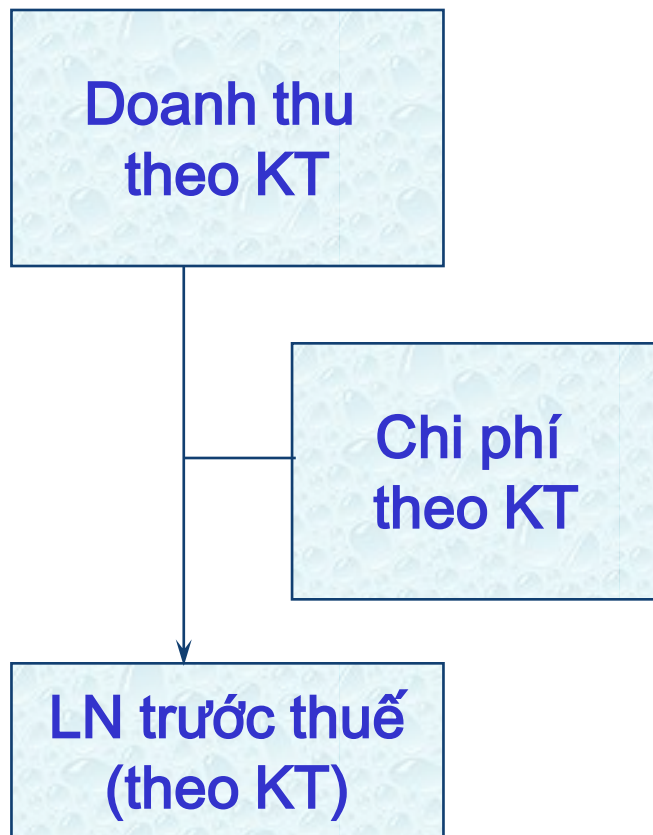 Doanh thu
theo KT
Chi phí
theo KT
LN trước thuế
(theo KT)